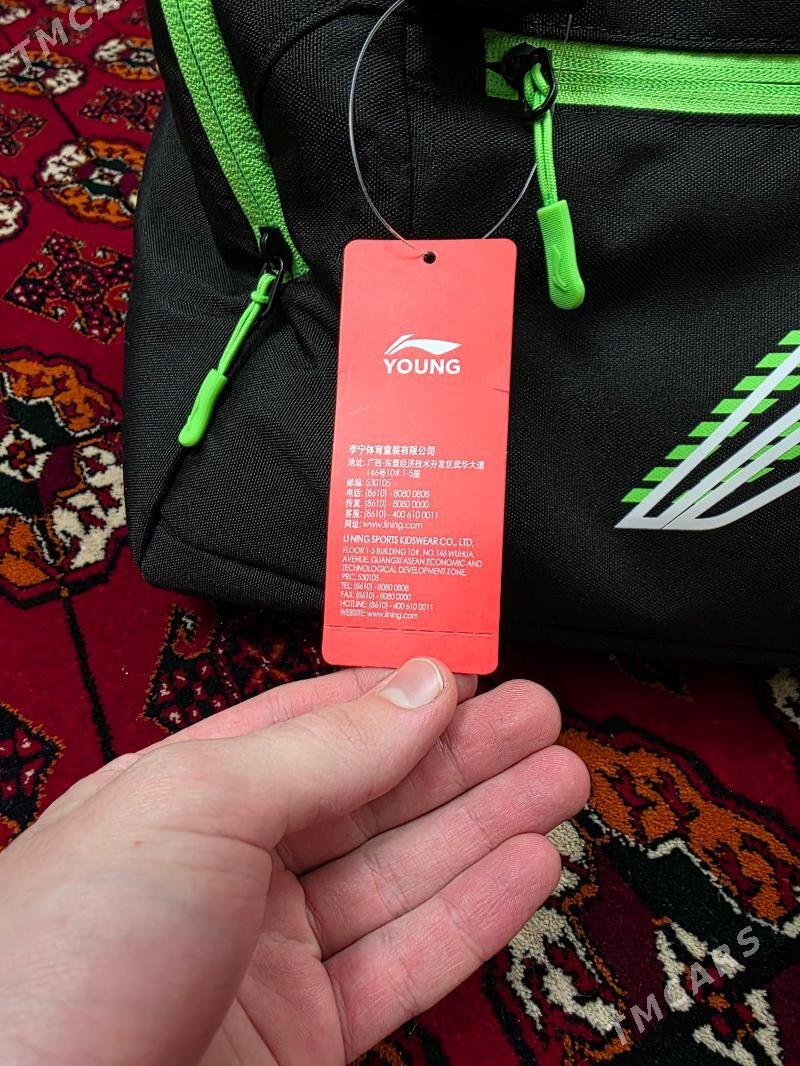 TMCARS
YOUNG
李宁体育童装有限公司
地址: 广西-东盟经济技术开发区武华大道
146号10# 1-5层
邮编: 530105
电话: (8610) - 8080 0808
传真: (8610) - 8080 0000
客服: (8610) - 400 610 0011
网址: www.lining.com
LI NING SPORTS KIDSWEAR CO., LTD.
FLOOR 1-5 BUILDING 10#, NO.146 WUHUA
AVENUE, GUANGXI ASEAN ECONOMIC AND
TECHNOLOGICAL DEVELOPMENT ZONE,
PRC, 530105
TEL: (8610) - 8080 0808
FAX: (8610) - 8080 0000
HOTLINE: (8610) - 400 610 0011
WEBSITE: www.lining.com
TMCARS